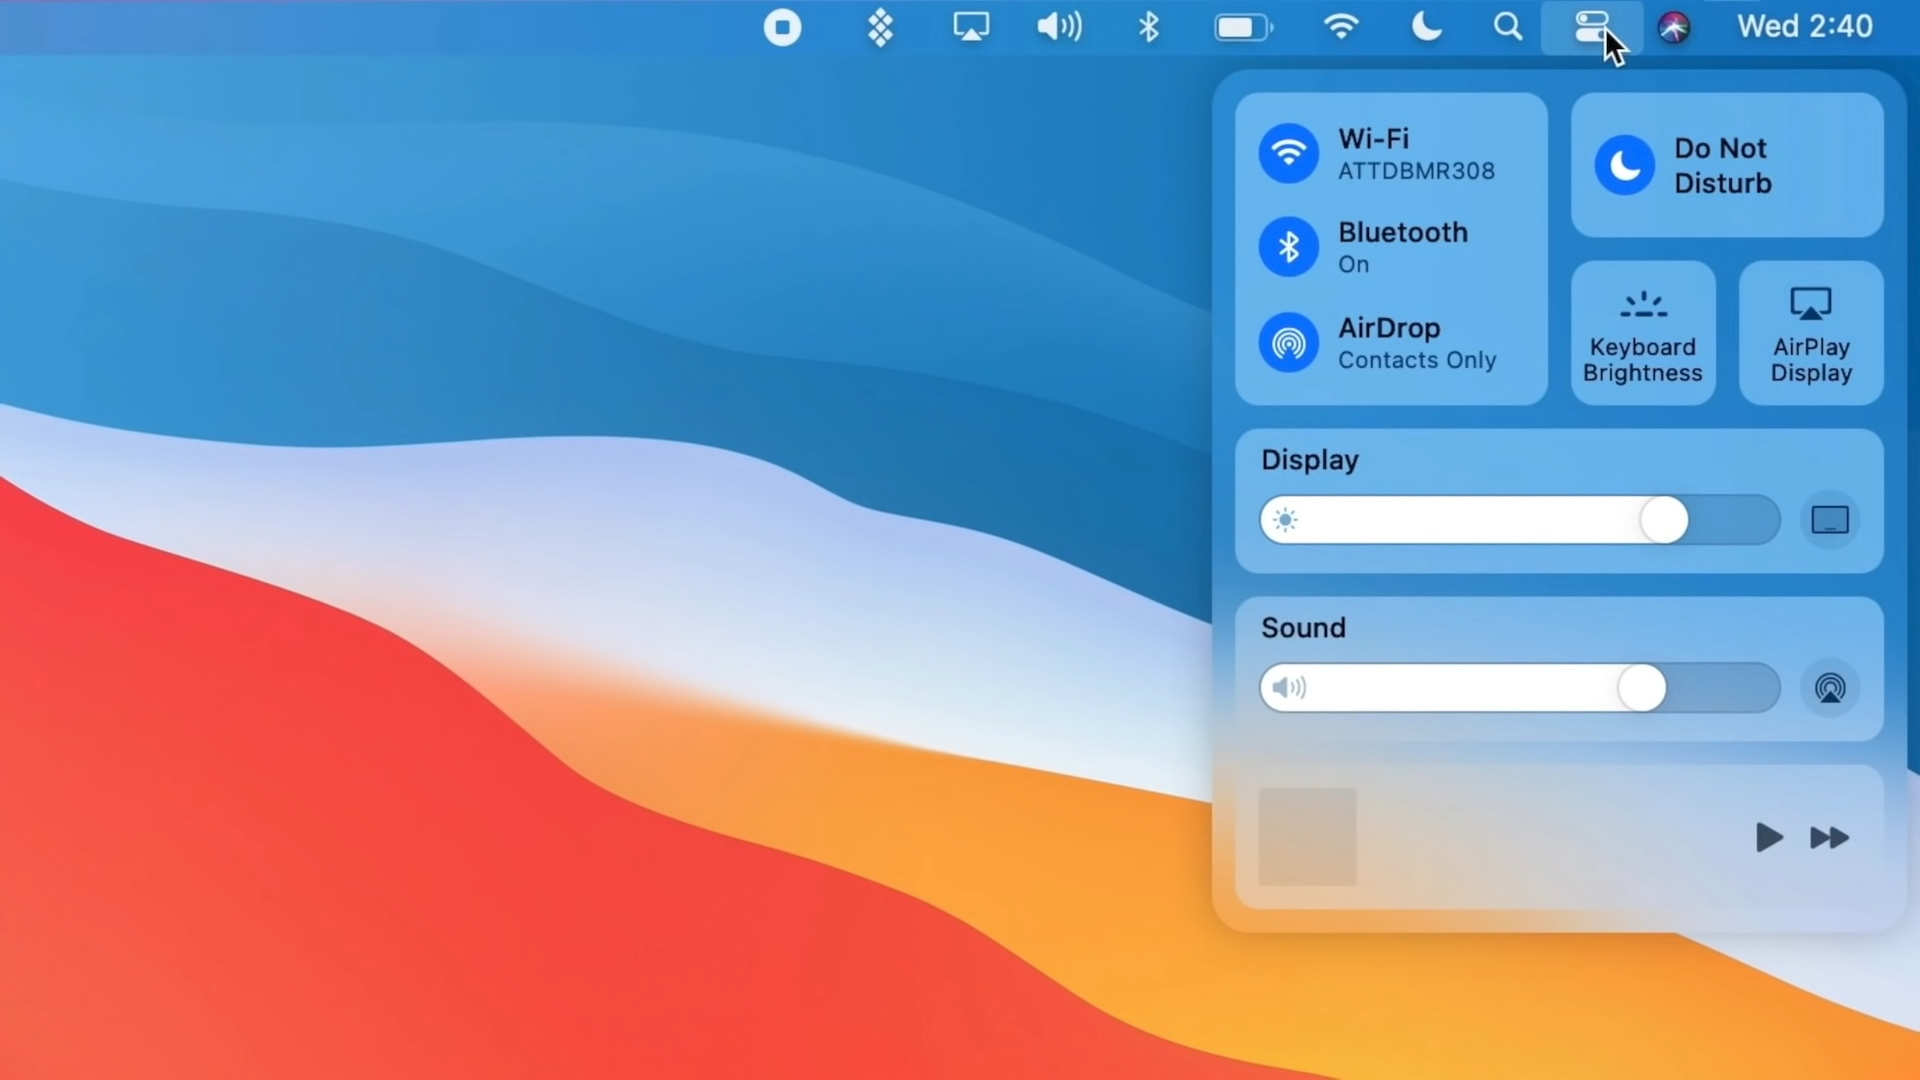 Wed 2:40
Wi-Fi
ATTDBMR308
Do Not
Disturb
Bluetooth
On
AirDrop
Contacts Only
Keyboard
Brightness
AirPlay
Display
Display
Sound